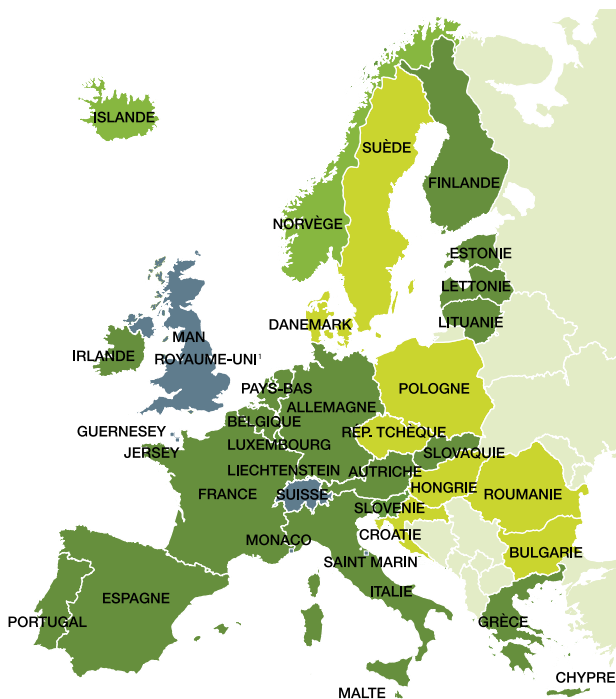 ISLANDE
SUÈDE
FINLANDE
NORVÈGE
ESTONIE
LETTONIE
LITUANIE
DANEMARK
MAN
IRLANDE
ROYAUME-UNI¹
PAYS-BAS
POLOGNE
ALLEMAGNE
BELGIQUE
GUERNESEY
RÉP. TCHÈQUE
LUXEMBOURG
JERSEY
SLOVAQUIE
LIECHTENSTEIN
AUTRICHE
FRANCE
SUISSE
HONGRIE
ROUMANIE
SLOVENIE
CROATIE
MONACO
BULGARIE
SAINT MARIN
ITALIE
ESPAGNE
PORTUGAL
GRÈCE
CHYPRE
MALTE